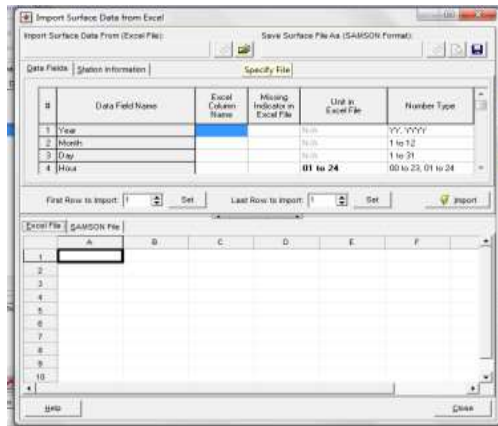 Import Surface Data from Excel
Import Surface Data From (Excel File): Save Surface File As (SAMSON Format):
Specify File
Data Fields Station Information
# Data Field Name Excel Column Name Missing Indicator in Excel File Unit in Excel File Number Type
1 Year N/A YY, YYYY
2 Month N/A 1 to 12
3 Day N/A 1 to 31
4 Hour 01 to 24 00 to 23, 01 to 24
First Row to Import: 1 Set Last Row to Import: 1 Set Import
Excel File SAMSON File
A B C D E F
1
2
3
4
5
6
7
8
9
10
Help Close